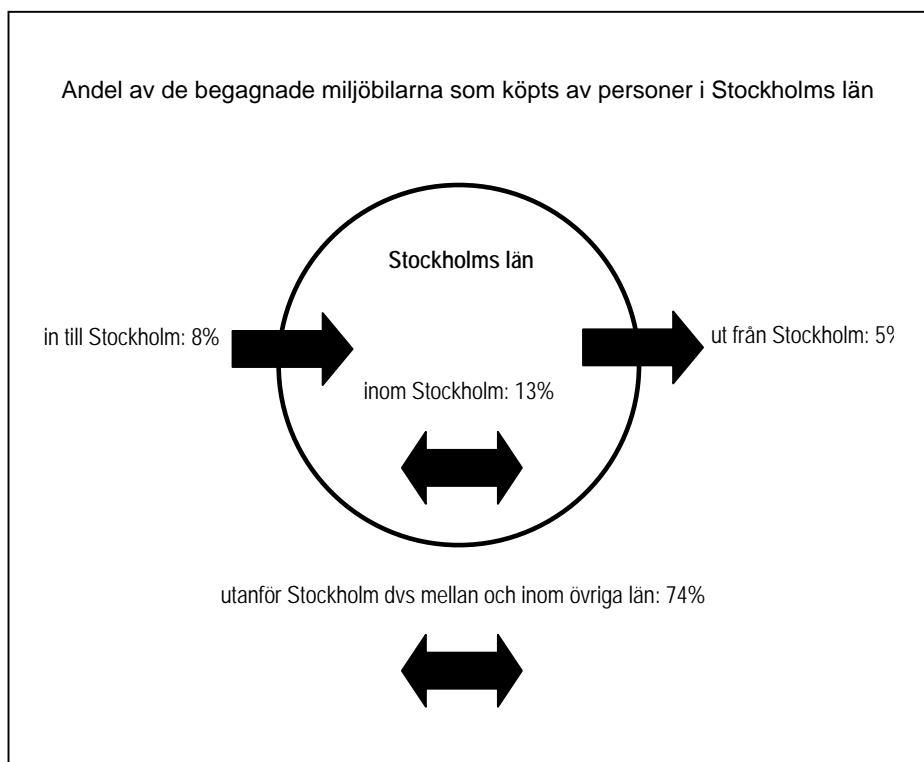 Andel av de begagnade miljöbilarna som köpts av personer i Stockholms län
Stockholms län
in till Stockholm: 8%
ut från Stockholm: 5%
inom Stockholm: 13%
utanför Stockholm dvs mellan och inom övriga län: 74%